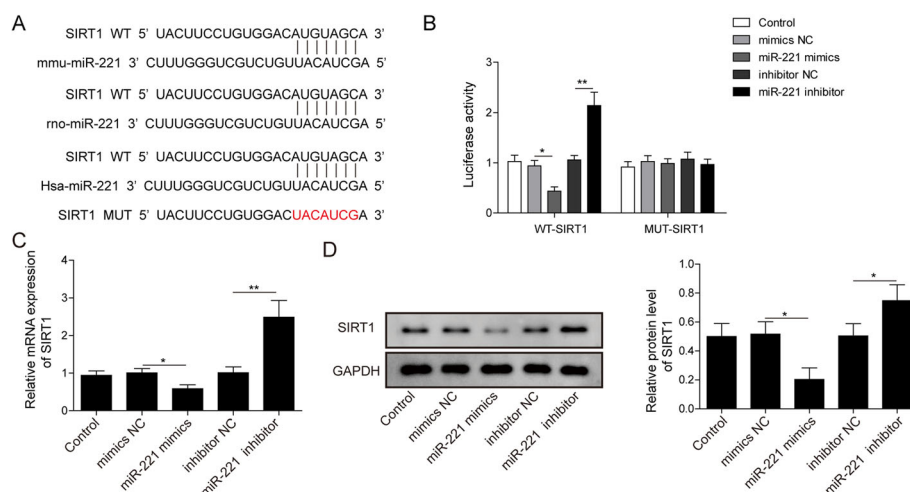 A
SIRT1 WT 5' UACUUCCUGUGGACAUGUAGCA 3'
mmu-miR-221 3' CUUUGGGUCGUCUGUUACAUCGA 5'
SIRT1 WT 5' UACUUCCUGUGGACAUGUAGCA 3'
rno-miR-221 3' CUUUGGGUCGUCUGUUACAUCGA 5'
SIRT1 WT 5' UACUUCCUGUGGACAUGUAGCA 3'
Hsa-miR-221 3' CUUUGGGUCGUCUGUUACAUCGA 5'
SIRT1 MUT 5' UACUUCCUGUGGACUACAUCGA 3'
B
Luciferase activity
3
2
1
0
*
**
WT-SIRT1
MUT-SIRT1
Control
mimics NC
miR-221 mimics
inhibitor NC
miR-221 inhibitor
C
Relative mRNA expression
of SIRT1
4
3
2
1
0
*
**
Control
mimics NC
miR-221 mimics
inhibitor NC
miR-221 inhibitor
D
SIRT1
GAPDH
Control
mimics NC
miR-221 mimics
inhibitor NC
miR-221 inhibitor
Relative protein level
of SIRT1
1.0
0.8
0.6
0.4
0.2
0.0
*
*
Control
mimics NC
miR-221 mimics
inhibitor NC
miR-221 inhibitor